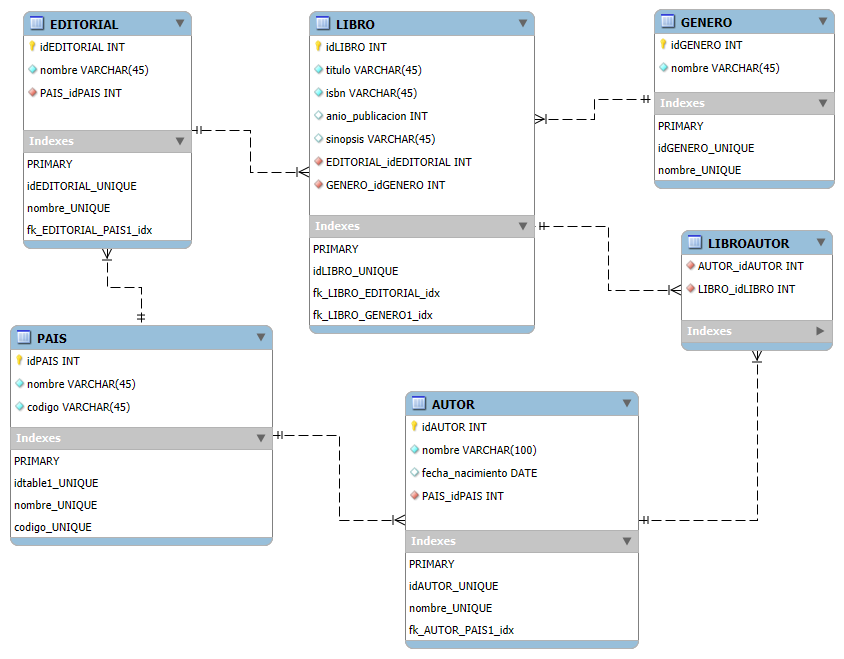 EDITORIAL
idEDITORIAL INT
nombre VARCHAR(45)
PAIS_idPAIS INT
Indexes
PRIMARY
idEDITORIAL_UNIQUE
nombre_UNIQUE
fk_EDITORIAL_PAIS1_idx
LIBRO
idLIBRO INT
titulo VARCHAR(45)
isbn VARCHAR(45)
anio_publicacion INT
sinopsis VARCHAR(45)
EDITORIAL_idEDITORIAL INT
GENERO_idGENERO INT
Indexes
PRIMARY
idLIBRO_UNIQUE
fk_LIBRO_EDITORIAL_idx
fk_LIBRO_GENERO1_idx
GENERO
idGENERO INT
nombre VARCHAR(45)
Indexes
PRIMARY
idGENERO_UNIQUE
nombre_UNIQUE
LIBROAUTOR
AUTOR_idAUTOR INT
LIBRO_idLIBRO INT
Indexes
PAIS
idPAIS INT
nombre VARCHAR(45)
codigo VARCHAR(45)
Indexes
PRIMARY
idtable1_UNIQUE
nombre_UNIQUE
codigo_UNIQUE
AUTOR
idAUTOR INT
nombre VARCHAR(100)
fecha_nacimiento DATE
PAIS_idPAIS INT
Indexes
PRIMARY
idAUTOR_UNIQUE
nombre_UNIQUE
fk_AUTOR_PAIS1_idx